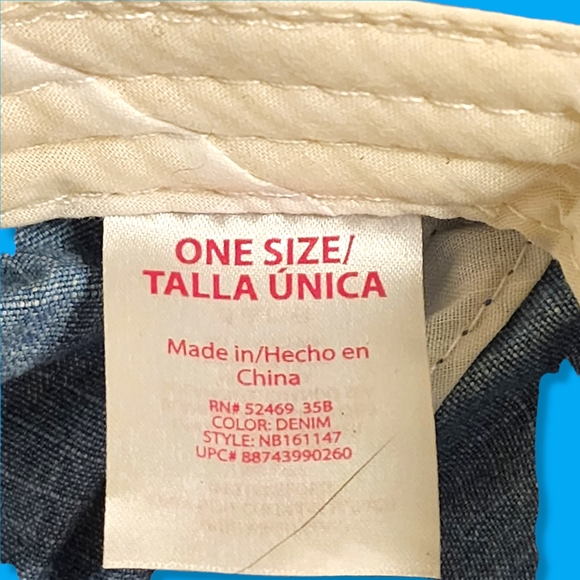 ONE SIZE/
TALLA ÚNICA
Made in/Hecho en
China
RN# 52469 35B
COLOR: DENIM
STYLE: NB161147
UPC# 88743990260